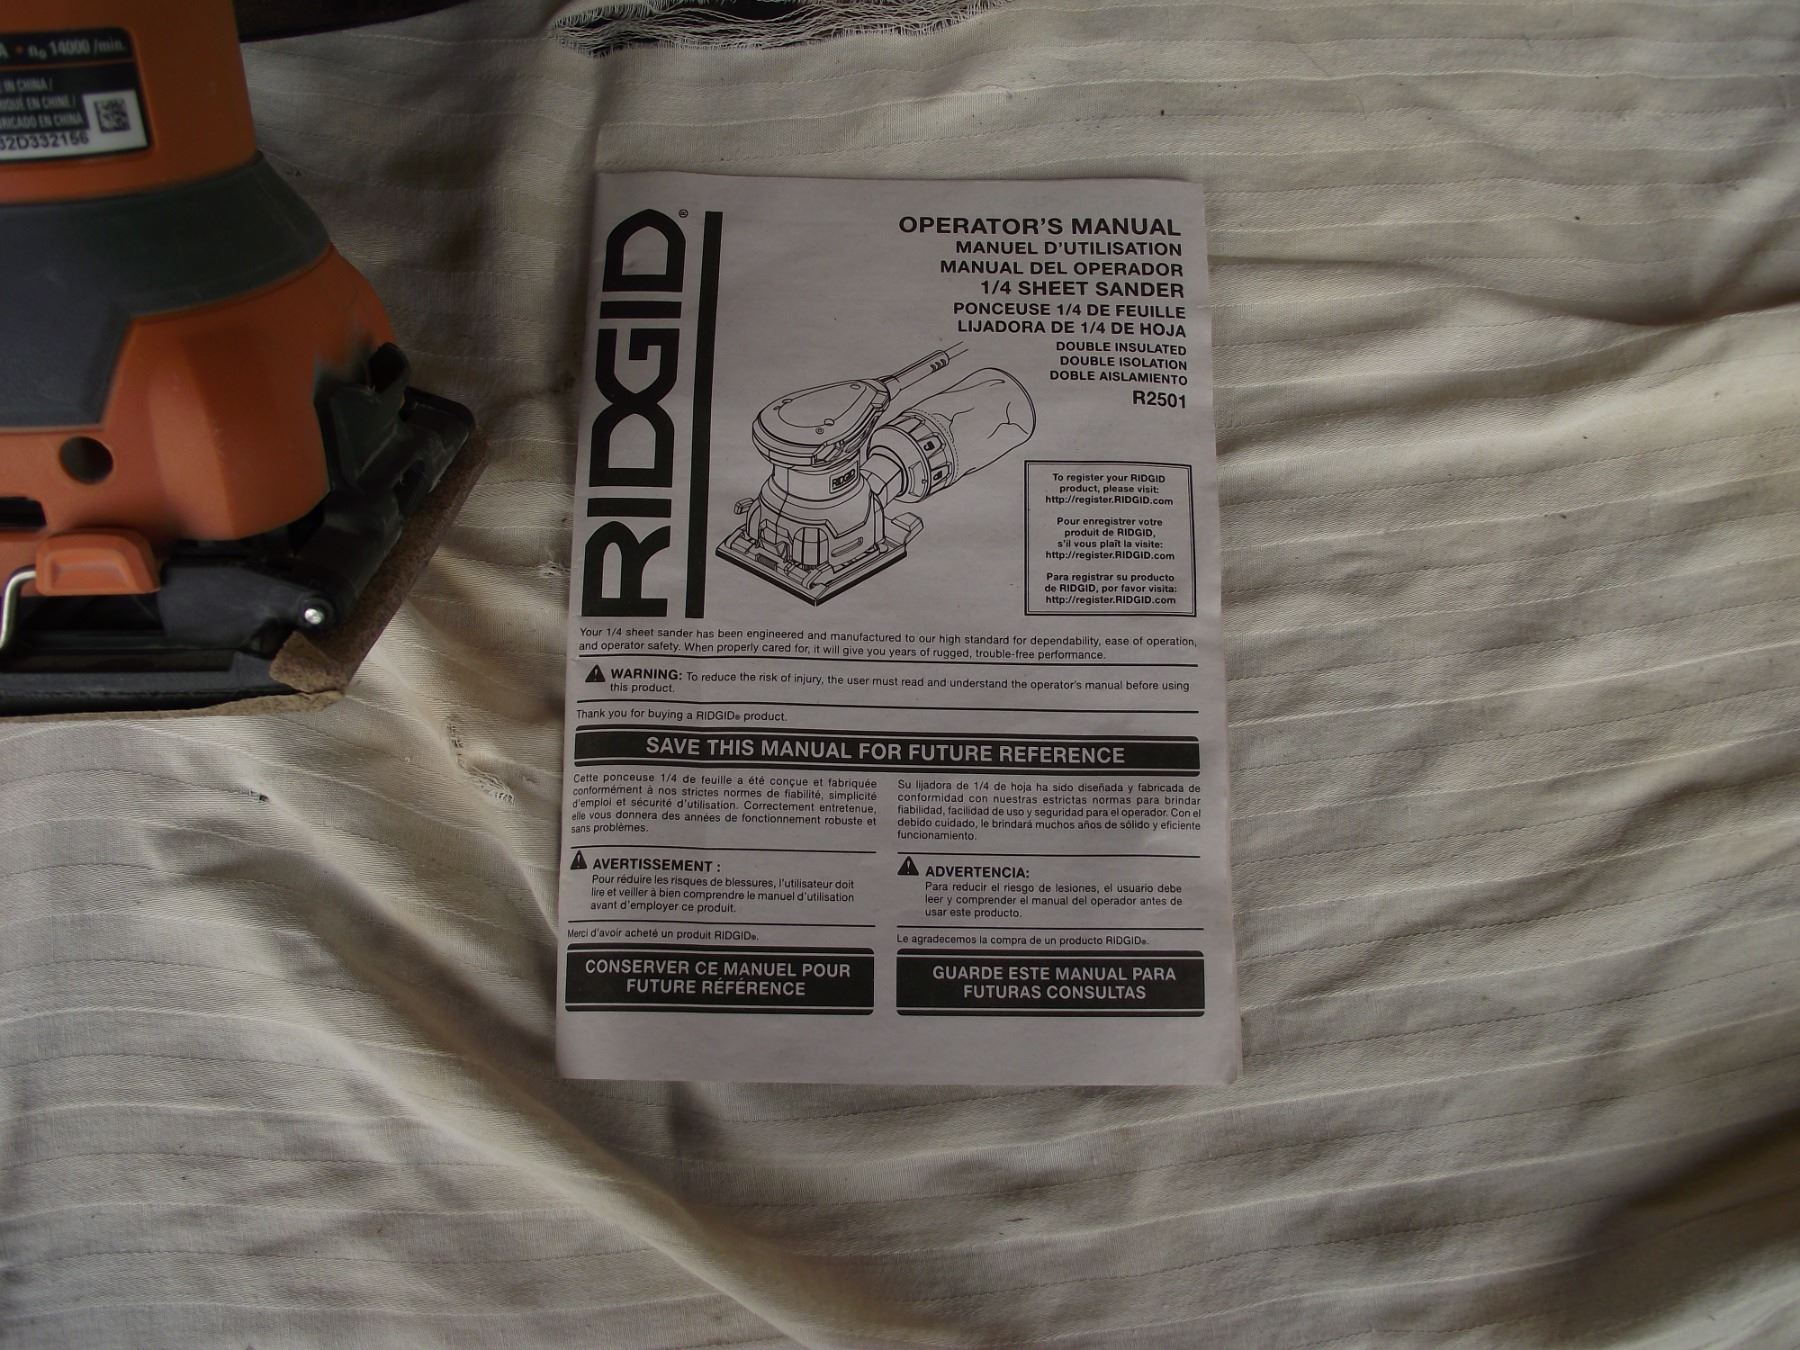 n₀ 14000 /min.
IN CHINA /
EN CHINE /
EN CHINA
32D332156
RIDGID®
OPERATOR'S MANUAL
MANUEL D'UTILISATION
MANUAL DEL OPERADOR
1/4 SHEET SANDER
PONCEUSE 1/4 DE FEUILLE
LIJADORA DE 1/4 DE HOJA
DOUBLE INSULATED
DOUBLE ISOLATION
DOBLE AISLAMIENTO
R2501
RIDGID
To register your RIDGID
product, please visit:
http://register.RIDGID.com
Pour enregistrer votre
produit de RIDGID,
s'il vous plaît la visite:
http://register.RIDGID.com
Para registrar su producto
de RIDGID, por favor visita:
http://register.RIDGID.com
Your 1/4 sheet sander has been engineered and manufactured to our high standard for dependability, ease of operation,
and operator safety. When properly cared for, it will give you years of rugged, trouble-free performance.
WARNING: To reduce the risk of injury, the user must read and understand the operator's manual before using
this product.
Thank you for buying a RIDGID® product.
SAVE THIS MANUAL FOR FUTURE REFERENCE
Cette ponceuse 1/4 de feuille a été conçue et fabriquée
conformément à nos strictes normes de fiabilité, simplicité
d'emploi et sécurité d'utilisation. Correctement entretenue,
elle vous donnera des années de fonctionnement robuste et
sans problèmes.
AVERTISSEMENT :
Pour réduire les risques de blessures, l'utilisateur doit
lire et veiller à bien comprendre le manuel d'utilisation
avant d'employer ce produit.
Merci d'avoir acheté un produit RIDGID®.
CONSERVER CE MANUEL POUR
FUTURE RÉFÉRENCE
Su lijadora de 1/4 de hoja ha sido diseñada y fabricada de
conformidad con nuestras estrictas normas para brindar
fiabilidad, facilidad de uso y seguridad para el operador. Con el
debido cuidado, le brindará muchos años de sólido y eficiente
funcionamiento.
ADVERTENCIA:
Para reducir el riesgo de lesiones, el usuario debe
leer y comprender el manual del operador antes de
usar este producto.
Le agradecemos la compra de un producto RIDGID®.
GUARDE ESTE MANUAL PARA
FUTURAS CONSULTAS